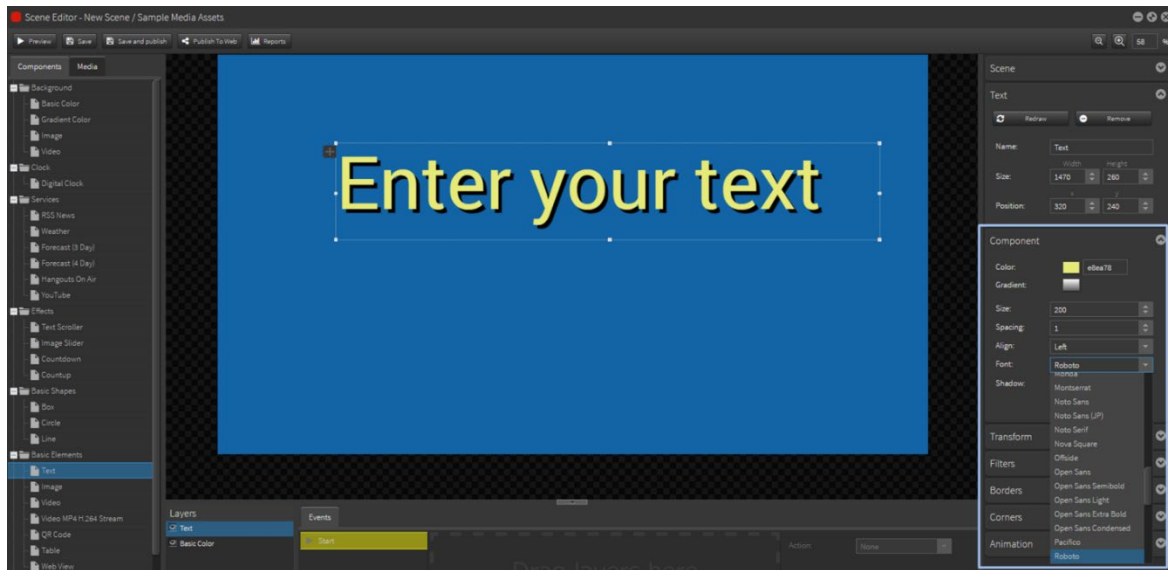 Scene Editor - New Scene / Sample Media Assets
Preview Save Save and publish Publish To Web Reports 58 %
Components Media
Background
Basic Color
Gradient Color
Image
Video
Clock
Digital Clock
Services
RSS News
Weather
Forecast (3 Day)
Forecast (4 Day)
Hangouts On Air
YouTube
Effects
Text Scroller
Image Slider
Countdown
Countup
Basic Shapes
Box
Circle
Line
Basic Elements
Text
Image
Video
Video MP4 H.264 Stream
QR Code
Table
Web View
Enter your text
Layers
Text
Basic Color
Events
Start
Action: None
Drag layers here
Scene
Text
Redraw Remove
Name: Text
Width Height
Size: 1470 260
x y
Position: 320 240
Component
Color: e8ea78
Gradient:
Size: 200
Spacing: 1
Align: Left
Font: Roboto
Shadow:
Monda
Montserrat
Noto Sans
Noto Sans (JP)
Noto Serif
Nova Square
Offside
Open Sans
Open Sans Semibold
Open Sans Light
Open Sans Extra Bold
Open Sans Condensed
Pacifico
Roboto
Transform
Filters
Borders
Corners
Animation